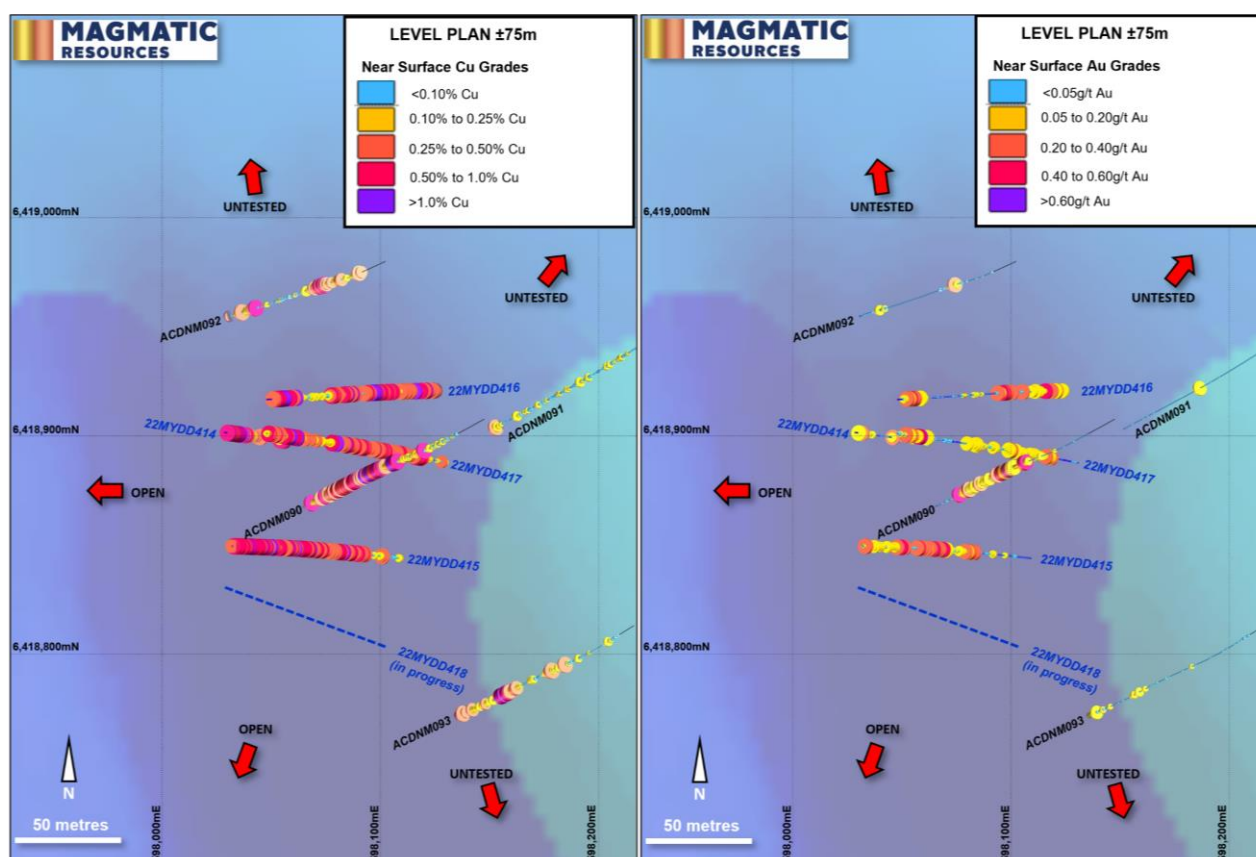 MAGMATIC
RESOURCES
LEVEL PLAN ±75m
Near Surface Cu Grades
<0.10% Cu
0.10% to 0.25% Cu
0.25% to 0.50% Cu
0.50% to 1.0% Cu
>1.0% Cu
UNTESTED
6,419,000mN
UNTESTED
ACDNM092
22MYDD416
22MYDD414
6,418,900mN
ACDNM091
22MYDD417
OPEN
ACDNM090
22MYDD415
6,418,800mN
22MYDD418
(in progress)
ACDNM093
OPEN
UNTESTED
N
50 metres
98,000mE
98,100mE
98,200mE
MAGMATIC
RESOURCES
LEVEL PLAN ±75m
Near Surface Au Grades
<0.05g/t Au
0.05 to 0.20g/t Au
0.20 to 0.40g/t Au
0.40 to 0.60g/t Au
>0.60g/t Au
UNTESTED
6,419,000mN
UNTESTED
ACDNM092
22MYDD416
22MYDD414
6,418,900mN
ACDNM091
22MYDD417
OPEN
ACDNM090
22MYDD415
6,418,800mN
22MYDD418
(in progress)
ACDNM093
OPEN
UNTESTED
N
50 metres
98,000mE
98,100mE
98,200mE